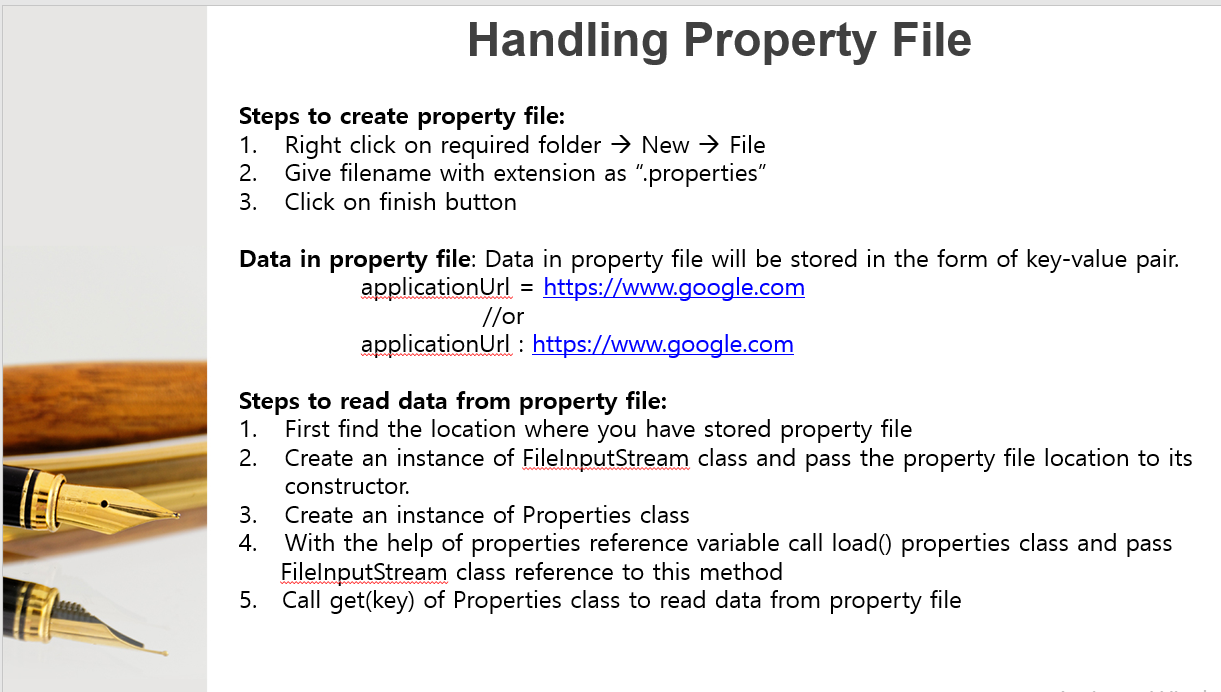 Handling Property File
Steps to create property file:
1. Right click on required folder → New → File
2. Give filename with extension as “.properties”
3. Click on finish button
Data in property file: Data in property file will be stored in the form of key-value pair.
applicationUrl = https://www.google.com
//or
applicationUrl : https://www.google.com
Steps to read data from property file:
1. First find the location where you have stored property file
2. Create an instance of FileInputStream class and pass the property file location to its
constructor.
3. Create an instance of Properties class
4. With the help of properties reference variable call load() properties class and pass
FileInputStream class reference to this method
5. Call get(key) of Properties class to read data from property file